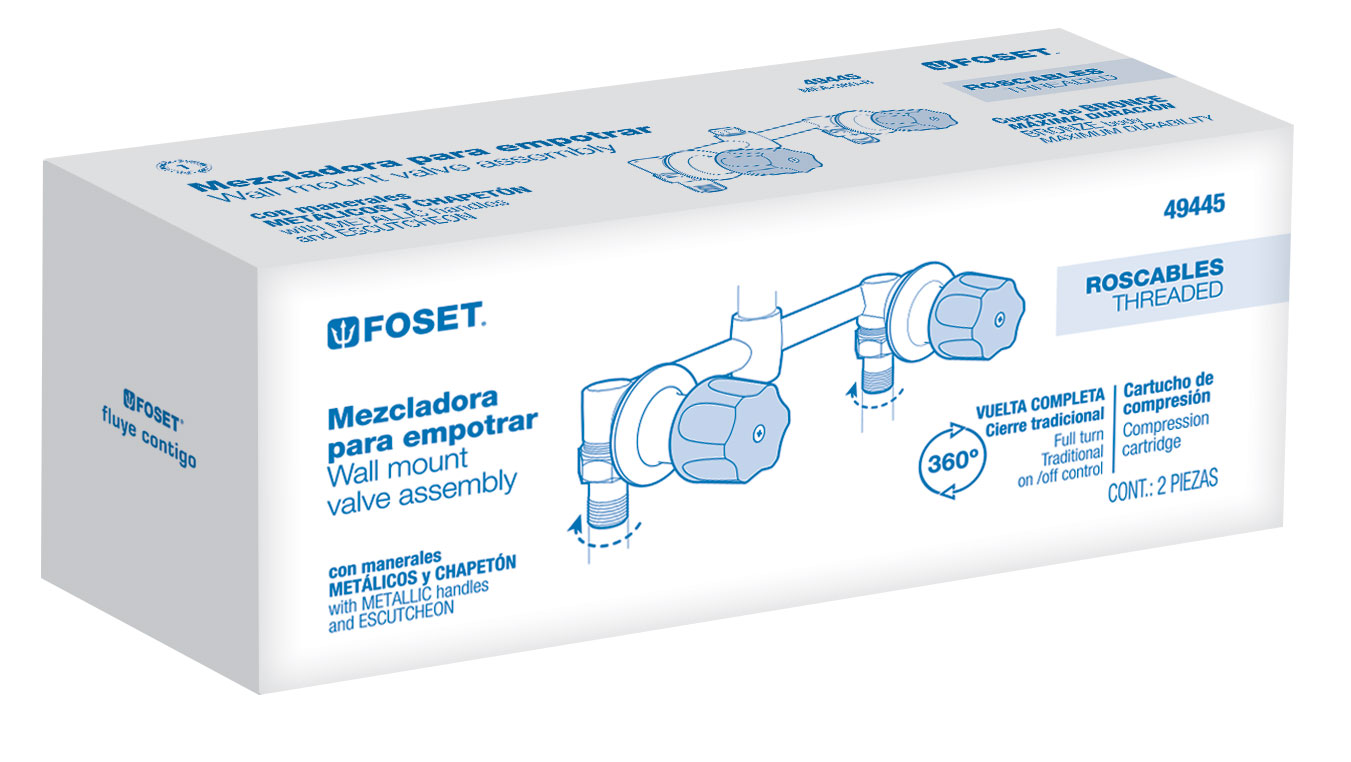 49445
FOSET
ROSCABLES
THREADED
Cuerpo de BRONCE
MÁXIMA DURACIÓN
BRONZE body
MAXIMUM DURABILITY
1
Mezcladora para empotrar
Wall mount valve assembly
con manerales
METÁLICOS y CHAPETÓN
with METALLIC handles
and ESCUTCHEON
FOSET®
fluye contigo
FOSET®
Mezcladora
para empotrar
Wall mount
valve assembly
con manerales
METÁLICOS y CHAPETÓN
with METALLIC handles
and ESCUTCHEON
49445
ROSCABLES
THREADED
360º
VUELTA COMPLETA
Cierre tradicional
Full turn
Traditional
on /off control
Cartucho de
compresión
Compression
cartridge
CONT.: 2 PIEZAS